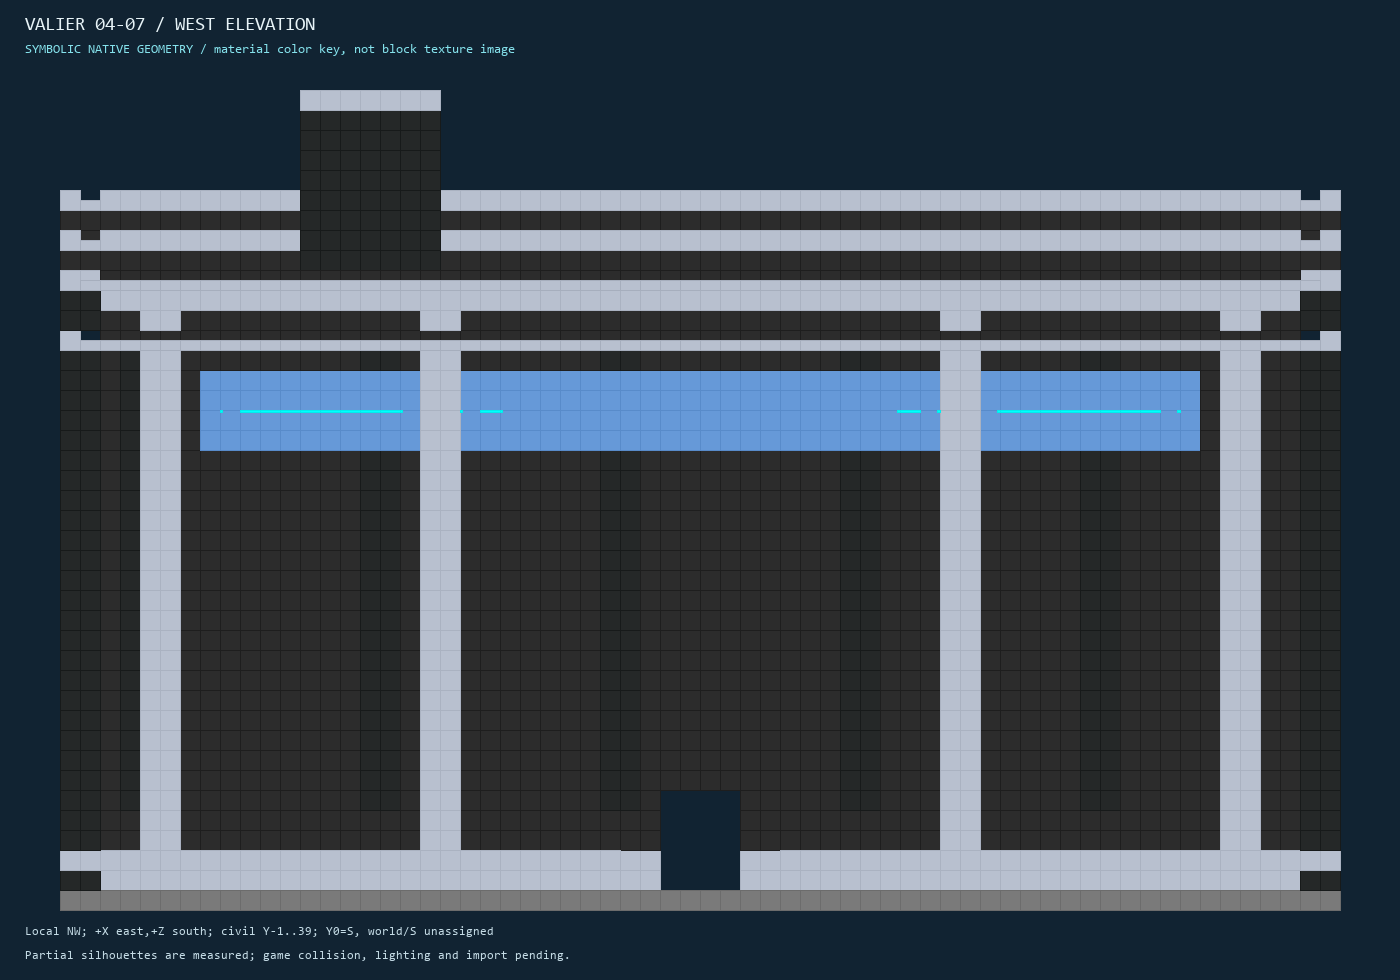 VALIER 04-07 / WEST ELEVATION
SYMBOLIC NATIVE GEOMETRY / material color key, not block texture image
Local NW; +X east,+Z south; civil Y-1..39; Y0=S, world/S unassigned
Partial silhouettes are measured; game collision, lighting and import pending.